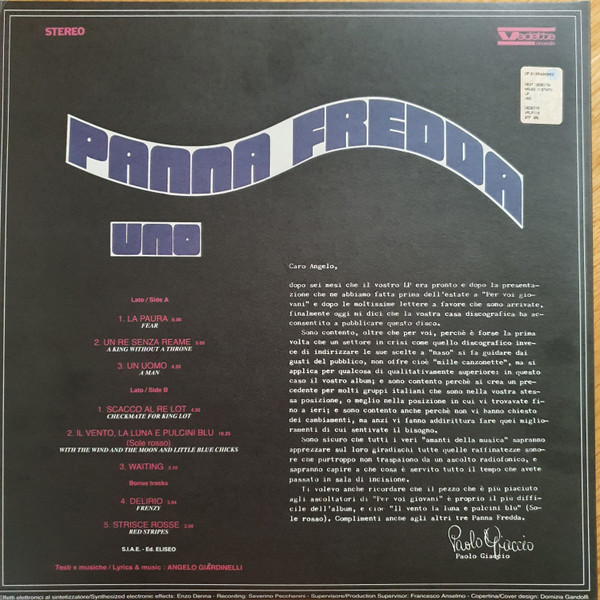 STEREO
Vedette
records
PANNA FREDDA
UNO
Lato / Side A
1. LA PAURA
FEAR
2. UN RE SENZA REAME
A KING WITHOUT A THRONE
3. UN UOMO
A MAN
Lato / Side B
1. SCACCO AL RE LOT
CHECKMATE FOR KING LOT
2. IL VENTO, LA LUNA E PULCINI BLU
(Sole rosso)
WITH THE WIND AND THE MOON AND LITTLE BLUE CHICKS
3. WAITING
Bonus tracks
4. DELIRIO
FRENZY
5. STRISCE ROSSE
RED STRIPES
S.I.A.E. - Ed. ELISEO
Testi e musiche / Lyrics & music : ANGELO GIARDINELLI
Caro Angelo,
dopo sei mesi che il vostro LP era pronto e dopo la presenta-
zione che ne abbiamo fatta prima dell'estate a "Per voi gio-
vani" e dopo le moltissime lettere a favore che sono arrivate,
finalmente oggi mi dici che la vostra casa discografica ha ac-
consentito a pubblicare questo disco.
Sono contento, oltre che per voi, perchè è forse la prima
volta che un settore in crisi come quello discografico inve-
ce di indirizzare le sue scelte a "naso" si fa guidare dai
gusti del pubblico, non offre cioè "mille canzonette", ma si
applica per qualcosa di qualitativamente superiore: in questo
caso il vostro album; e sono contento perchè si crea un pre-
cedente per molti gruppi italiani che sono nella vostra stes-
sa posizione, o meglio nella posizione in cui vi trovavate fi-
no a ieri; e sono contento anche perchè non vi hanno chiesto
dei cambiamenti, ma anzi vi fanno addirittura fare quei miglio-
ramenti di cui sentivate il bisogno.
Sono sicuro che tutti i veri "amanti della musica" sapranno
apprezzare sul loro giradischi tutte quelle raffinatezze sono-
re che purtroppo non traspaiono da un ascolto radiofonico, e
sapranno capire a che cosa è servito tutto il tempo che avete
passato in sala di incisione.
Ti volevo anche ricordare che il pezzo che è più piaciuto
agli ascoltatori di "Per voi giovani" è proprio il più diffi-
cile dell'album, e cioè "Il vento la luna e pulcini blu" (So-
le rosso). Complimenti anche agli altri tre Panna Fredda.
Paolo Giaccio
Paolo Giaccio
Effetti elettronici al sintetizzatore/Synthesized electronic effects: Enzo Denna - Recording: Severino Pecchenini - Supervisore/Production Supervisor: Francesco Anselmo - Copertina/Cover design: Domizia Gandolfi